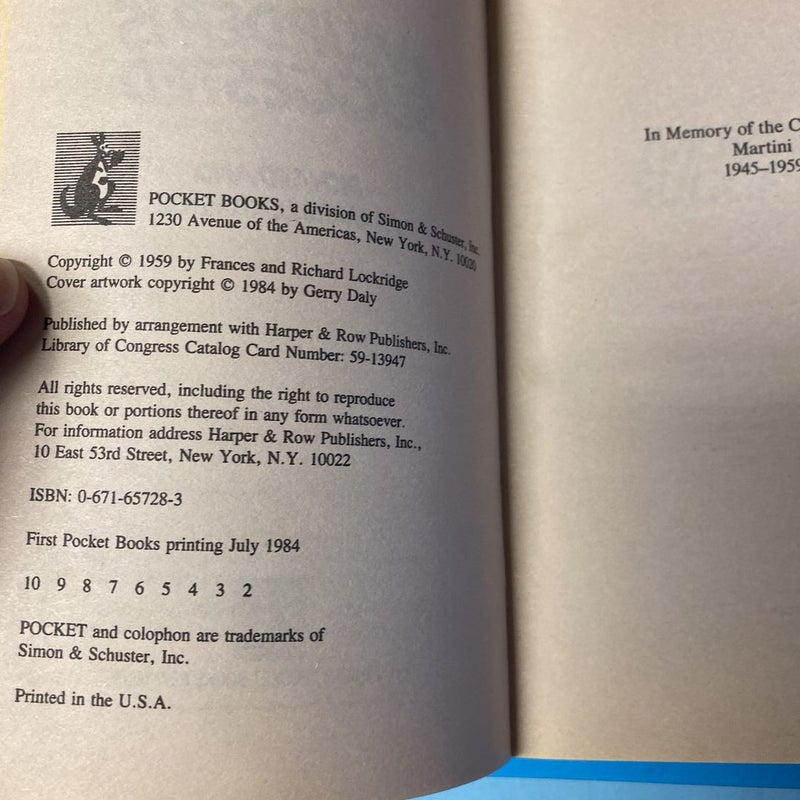 POCKET BOOKS, a division of Simon & Schuster, Inc.
1230 Avenue of the Americas, New York, N.Y. 10020
Copyright © 1959 by Frances and Richard Lockridge
Cover artwork copyright © 1984 by Gerry Daly
Published by arrangement with Harper & Row Publishers, Inc.
Library of Congress Catalog Card Number: 59-13947
All rights reserved, including the right to reproduce
this book or portions thereof in any form whatsoever.
For information address Harper & Row Publishers, Inc.,
10 East 53rd Street, New York, N.Y. 10022
ISBN: 0-671-65728-3
First Pocket Books printing July 1984
10 9 8 7 6 5 4 3 2
POCKET and colophon are trademarks of
Simon & Schuster, Inc.
Printed in the U.S.A.
In Memory of the C
Martini
1945–1959